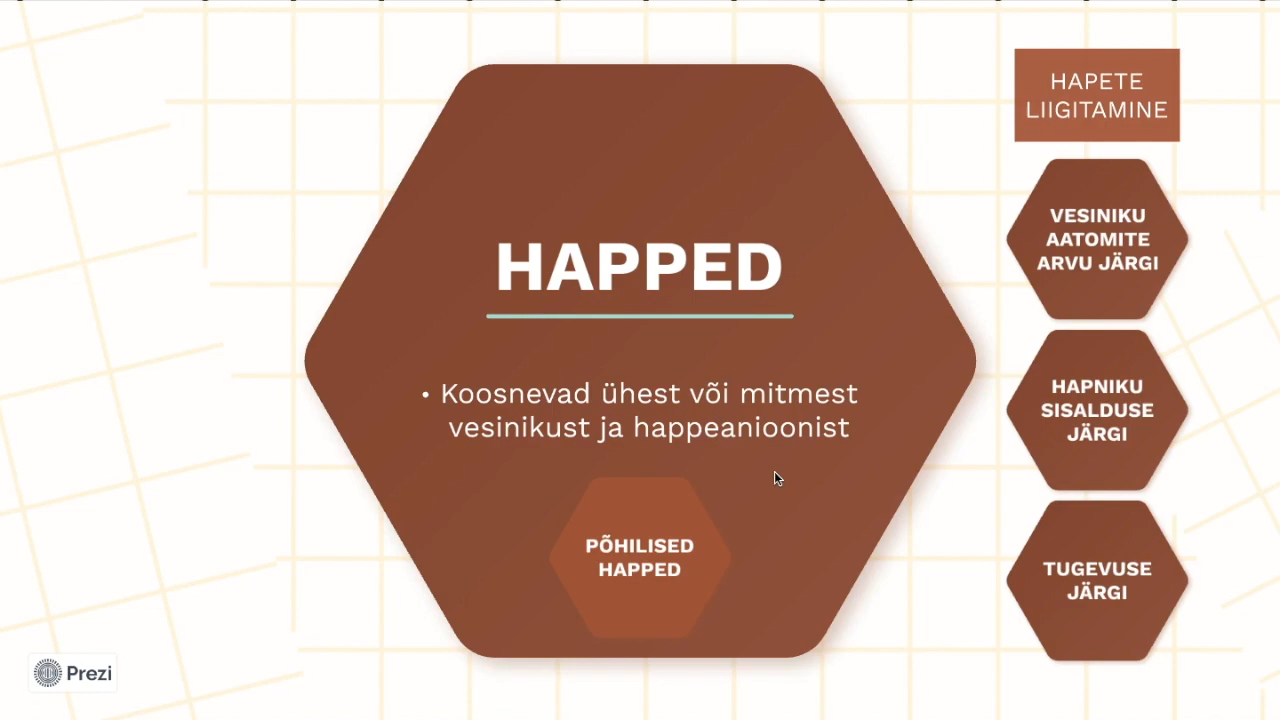 HAPPED
• Koosnevad ühest või mitmest
vesinikust ja happeanioonist
PÕHILISED
HAPPED
HAPETE
LIIGITAMINE
VESINIKU
AATOMITE
ARVU JÄRGI
HAPNIKU
SISALDUSE
JÄRGI
TUGEVUSE
JÄRGI
Prezi